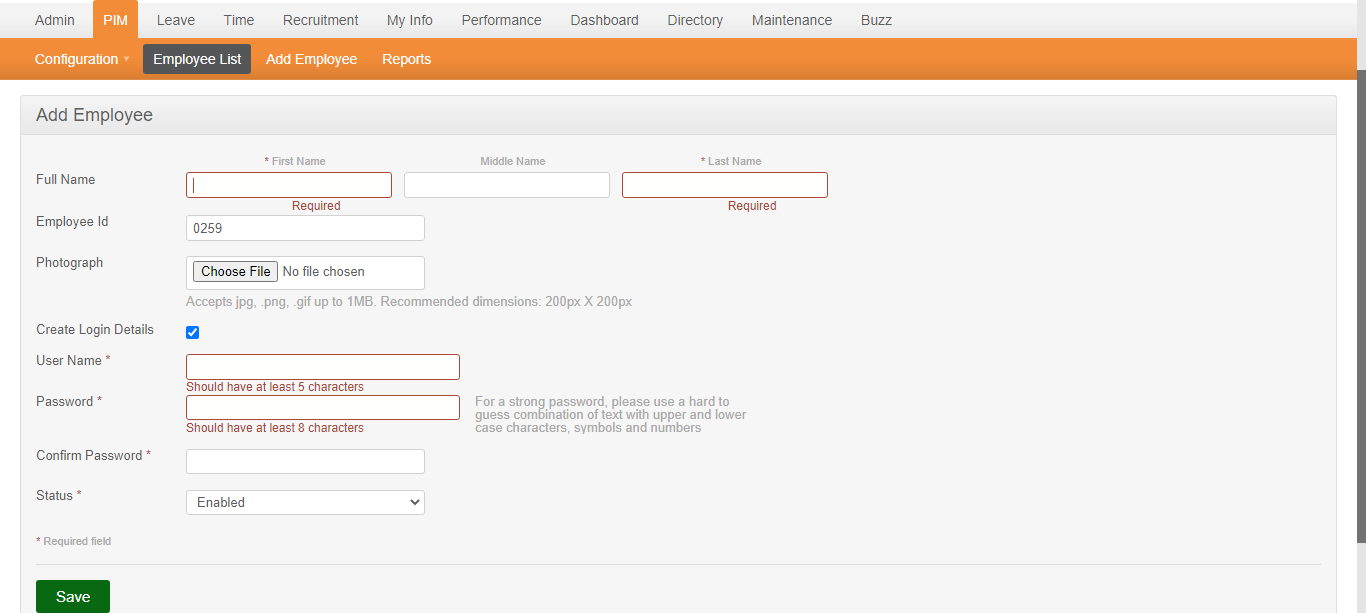 Admin PIM Leave Time Recruitment My Info Performance Dashboard Directory Maintenance Buzz
Configuration Employee List Add Employee Reports
Add Employee
* First Name Middle Name * Last Name
Full Name
Required Required
Employee Id 0259
Photograph Choose File No file chosen
Accepts jpg, .png, .gif up to 1MB. Recommended dimensions: 200px X 200px
Create Login Details
User Name *
Should have at least 5 characters
Password * For a strong password, please use a hard to
guess combination of text with upper and lower
Should have at least 8 characters case characters, symbols and numbers
Confirm Password *
Status * Enabled
* Required field
Save